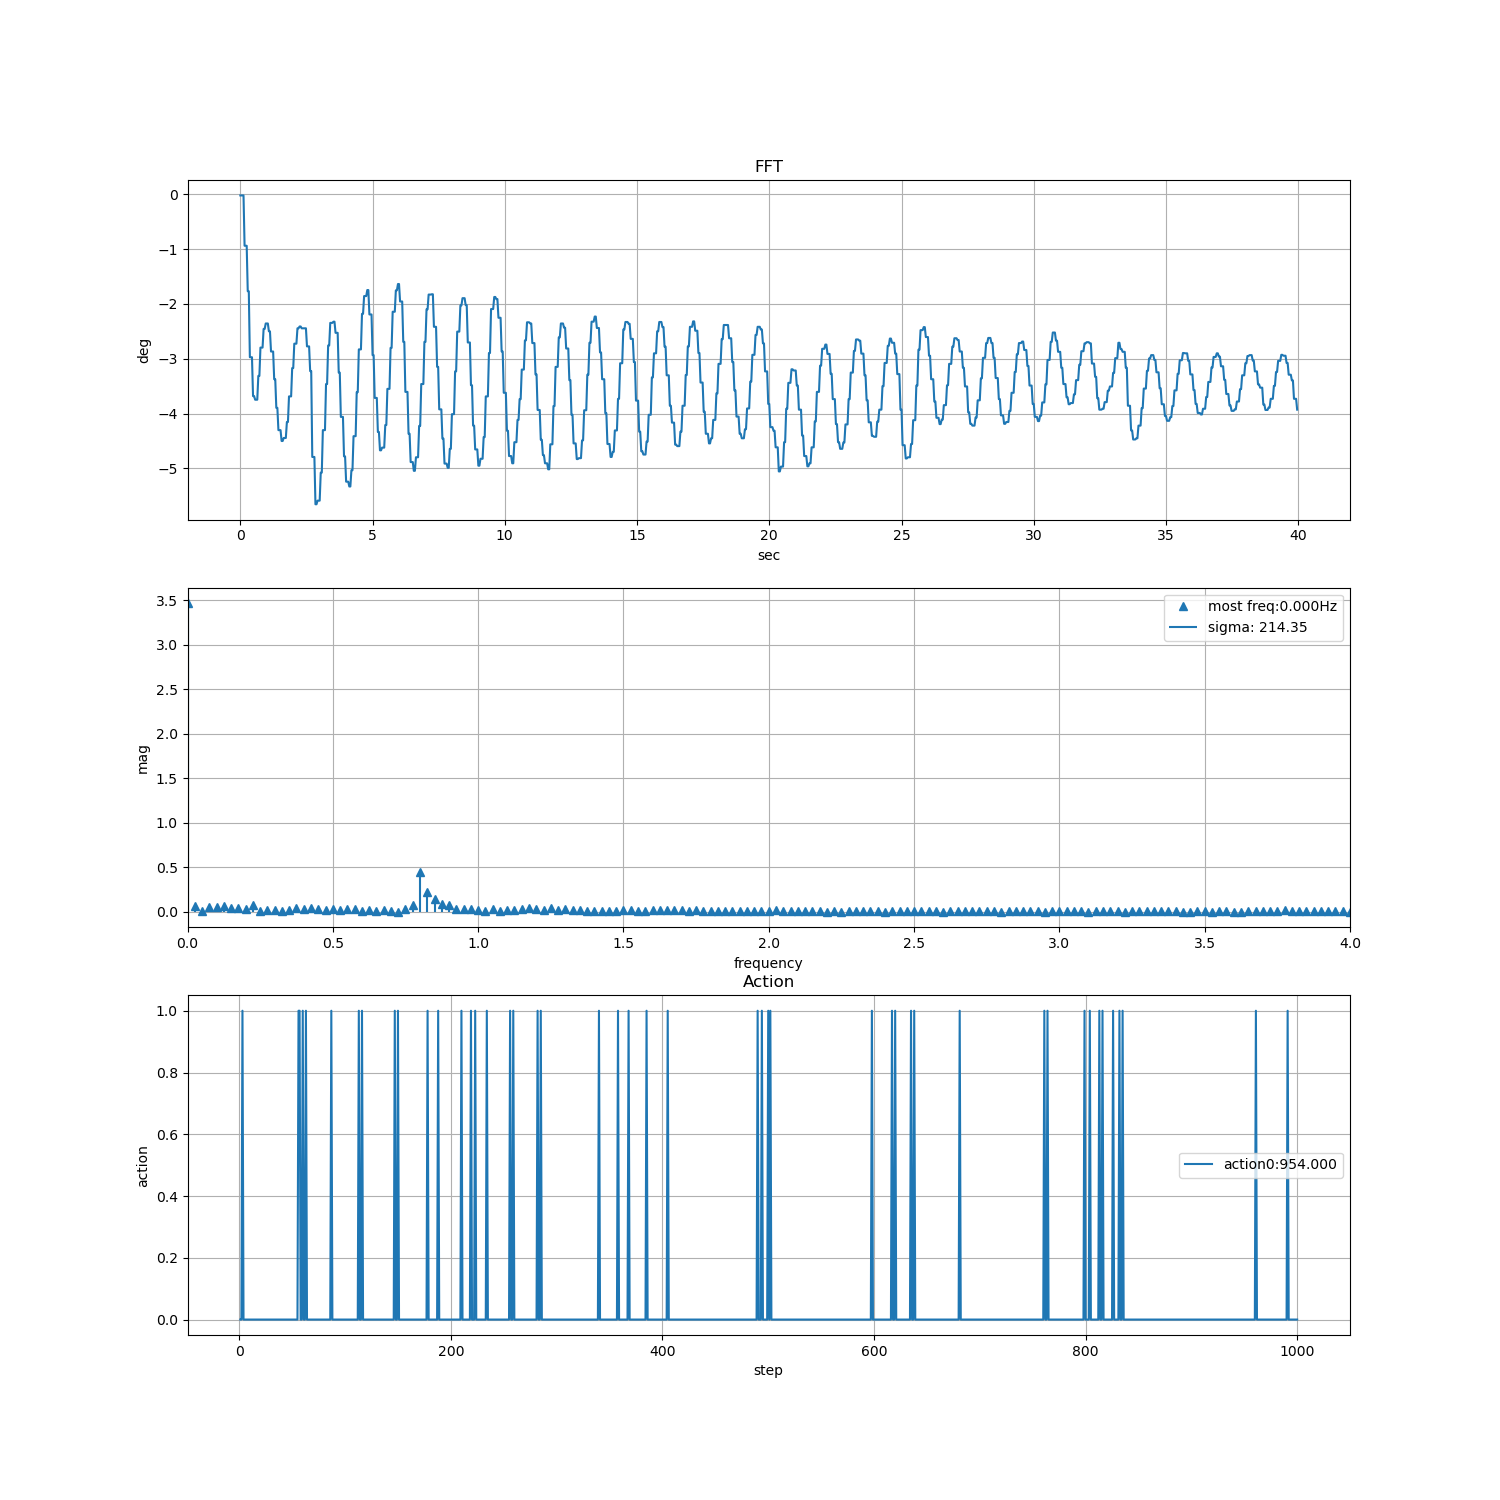 FFT
0
−1
−2
−3
−4
−5
deg
0 5 10 15 20 25 30 35 40
sec
3.5
3.0
2.5
2.0
1.5
1.0
0.5
0.0
mag
most freq:0.000Hz
sigma: 214.35
0.0 0.5 1.0 1.5 2.0 2.5 3.0 3.5 4.0
frequency
Action
1.0
0.8
0.6
0.4
0.2
0.0
action
action0:954.000
0 200 400 600 800 1000
step